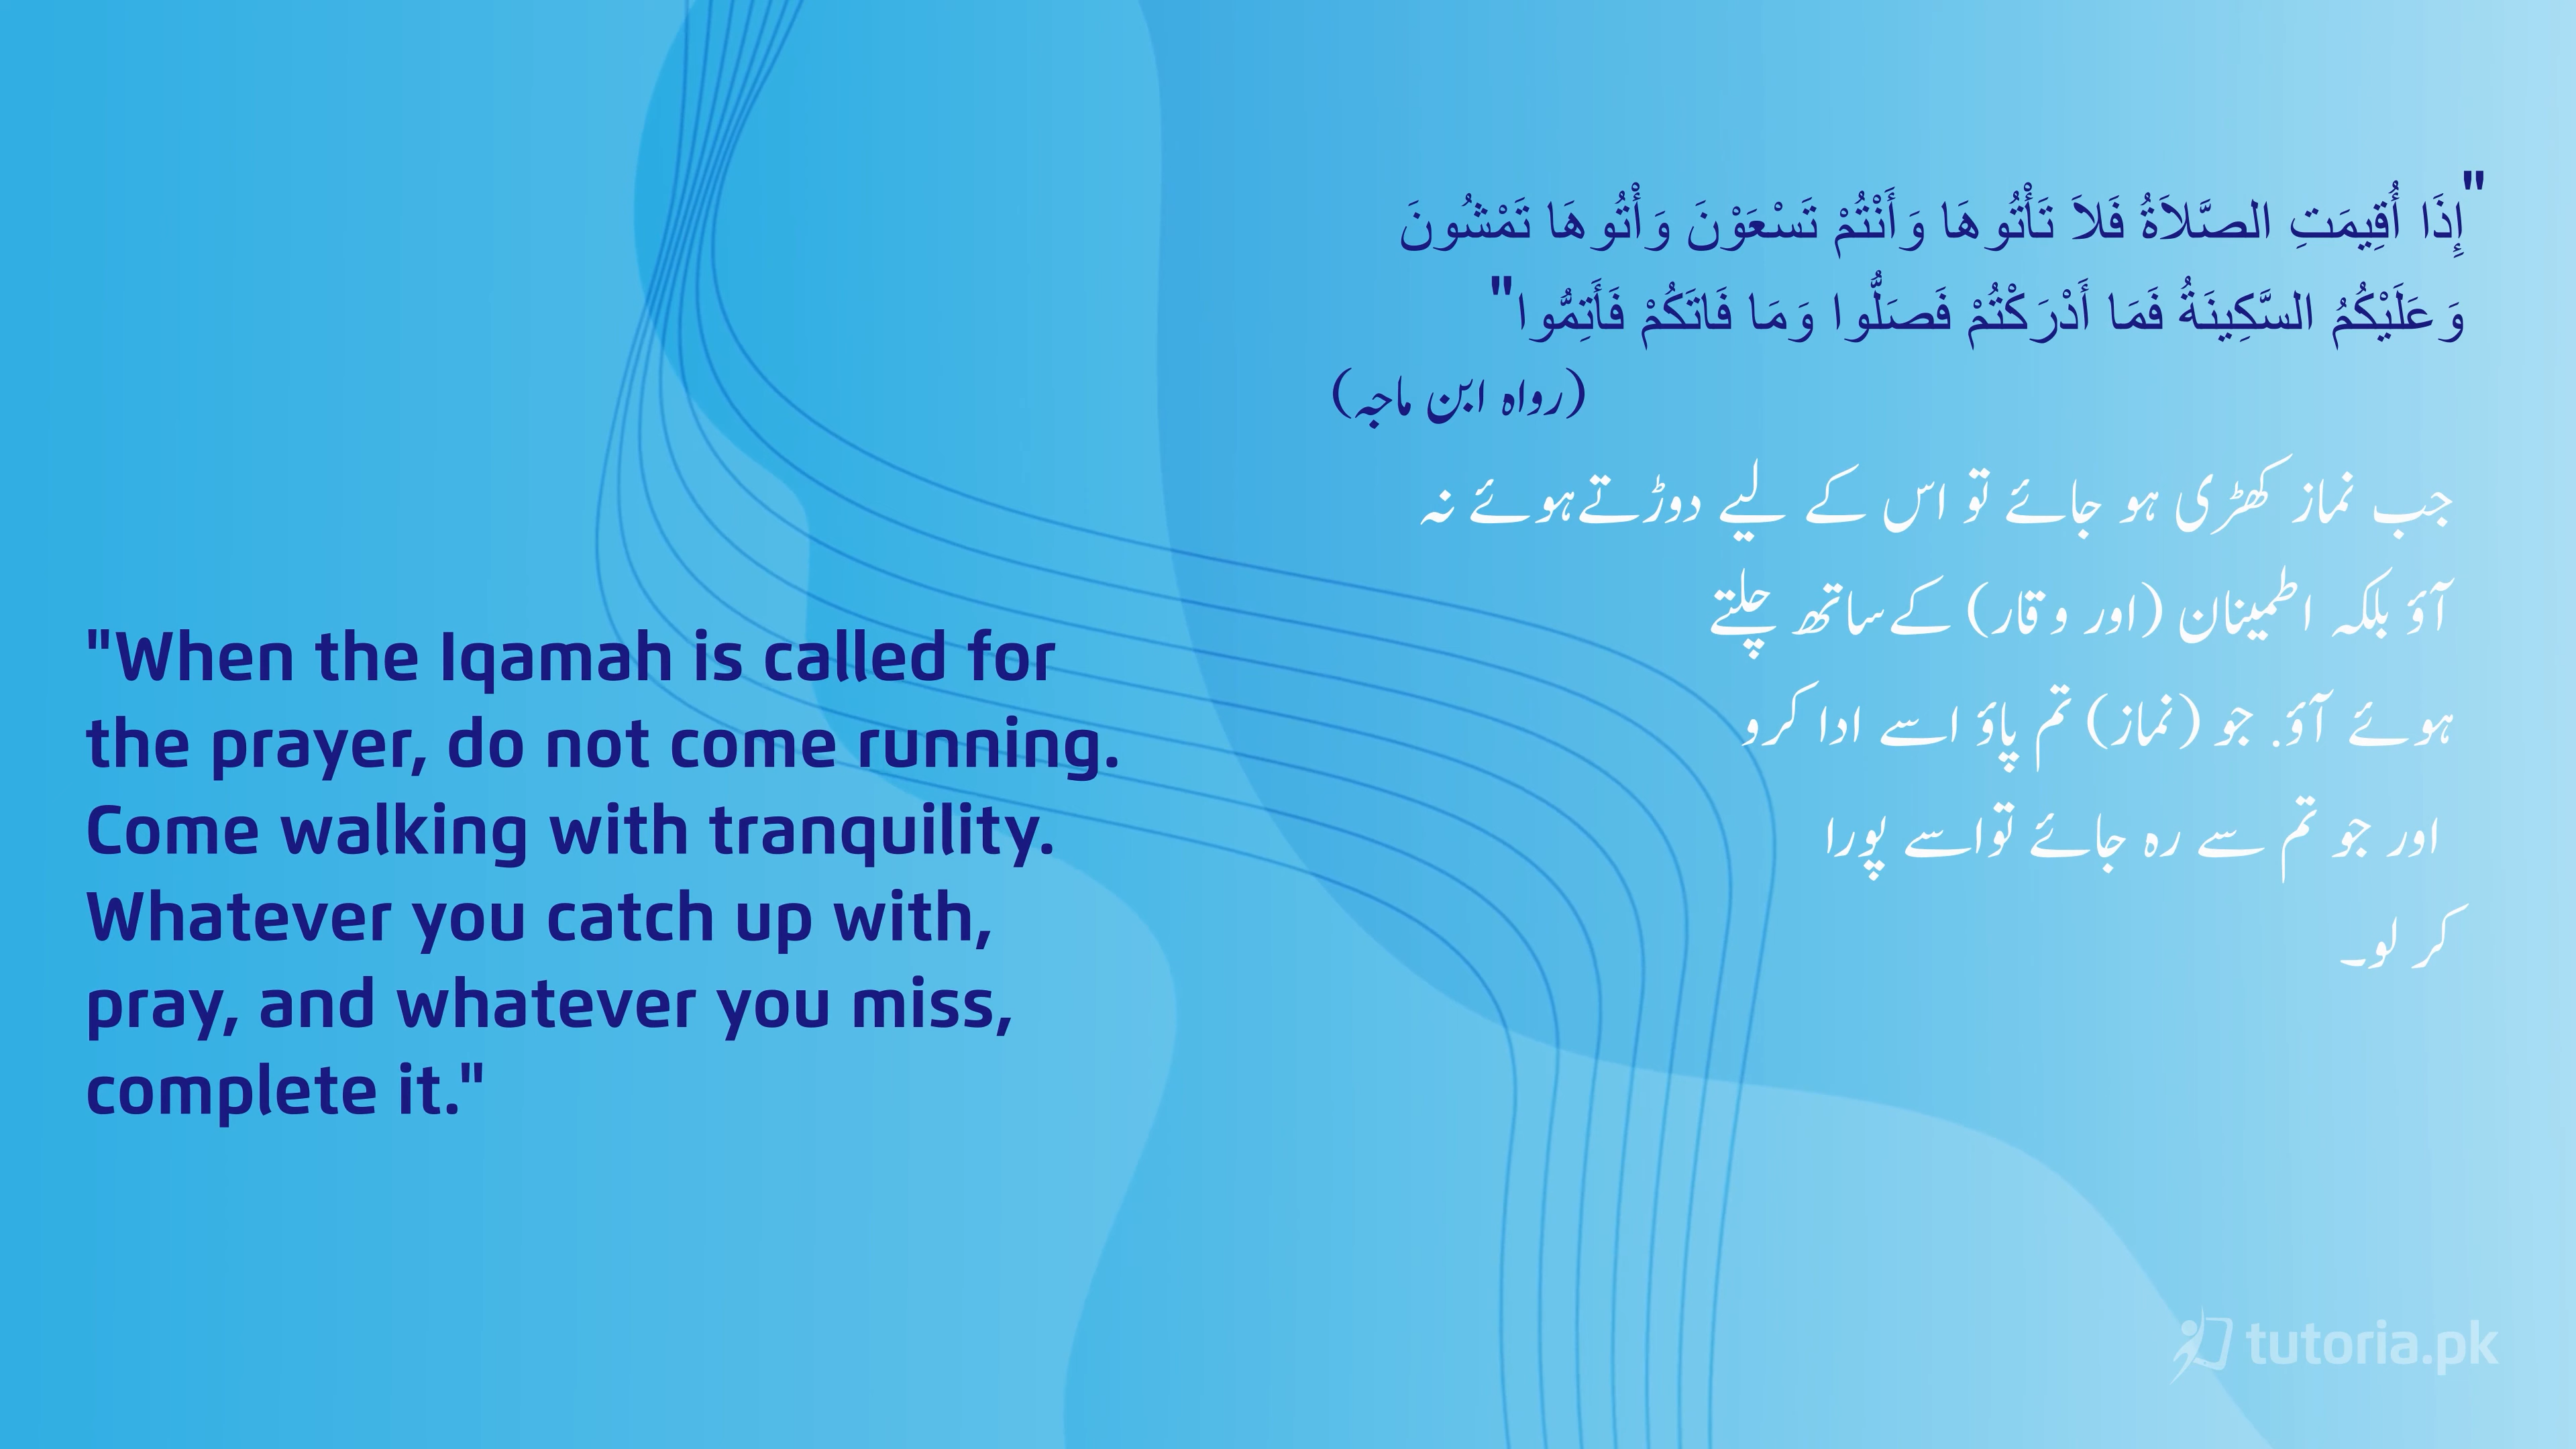 "إِذَا أُقِيمَتِ الصَّلاَةُ فَلاَ تَأْتُوهَا وَأَنْتُمْ تَسْعَوْنَ وَأْتُوهَا تَمْشُونَ
وَعَلَيْكُمُ السَّكِينَةُ فَمَا أَدْرَكْتُمْ فَصَلُّوا وَمَا فَاتَكُمْ فَأَتِمُّوا"
(رواه ابن ماجہ)
جب نماز کھڑی ہو جائے تو اس کے لیے دوڑتے ہوئے نہ
آؤ بلکہ اطمینان (اور وقار) کے ساتھ چلتے
ہوئے آؤ. جو (نماز) تم پاؤ اسے ادا کرو
اور جو تم سے رہ جائے تو اسے پورا
کر لو۔
"When the Iqamah is called for
the prayer, do not come running.
Come walking with tranquility.
Whatever you catch up with,
pray, and whatever you miss,
complete it."
tutoria.pk